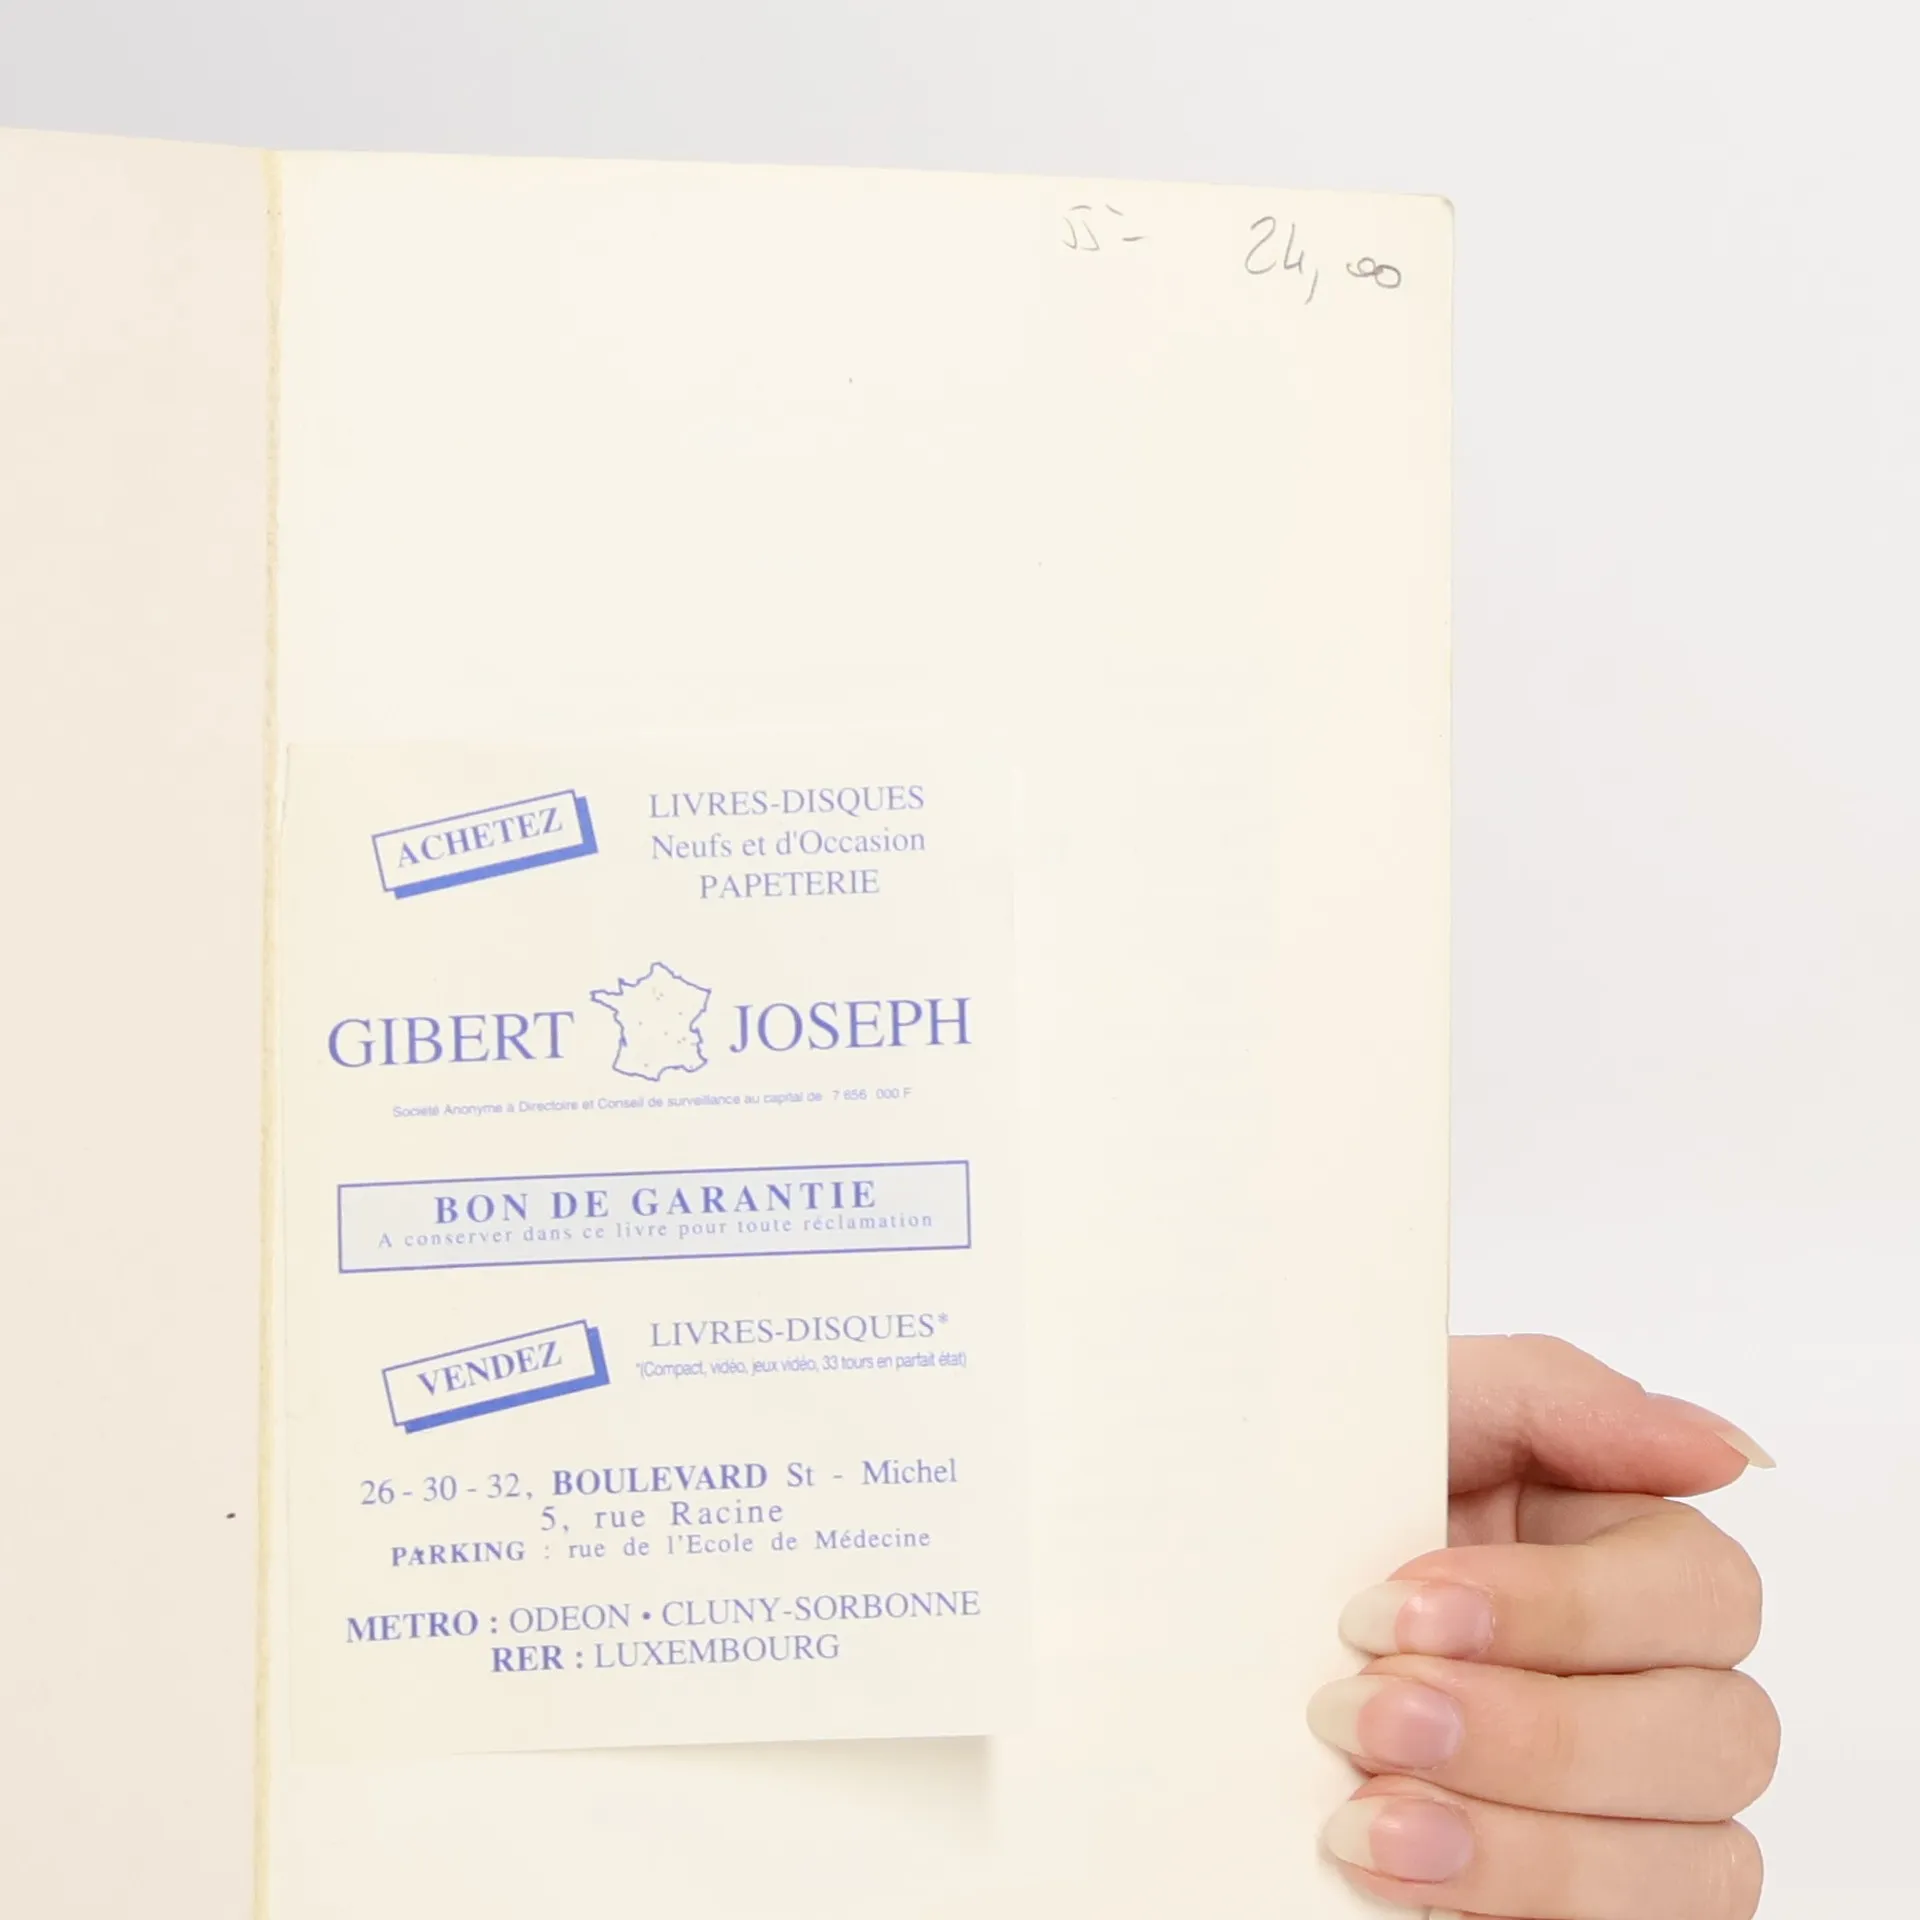 55-
24,00
ACHETEZ
LIVRES-DISQUES
Neufs et d'Occasion
PAPETERIE
GIBERT JOSEPH
Société Anonyme à Directoire et Conseil de surveillance au capital de 7 656 000 F
BON DE GARANTIE
A conserver dans ce livre pour toute réclamation
VENDEZ
LIVRES-DISQUES*
*(Compact, vidéo, jeux vidéo, 33 tours en parfait état)
26 - 30 - 32, BOULEVARD St - Michel
5, rue Racine
PARKING : rue de l'Ecole de Médecine
METRO : ODEON • CLUNY-SORBONNE
RER : LUXEMBOURG